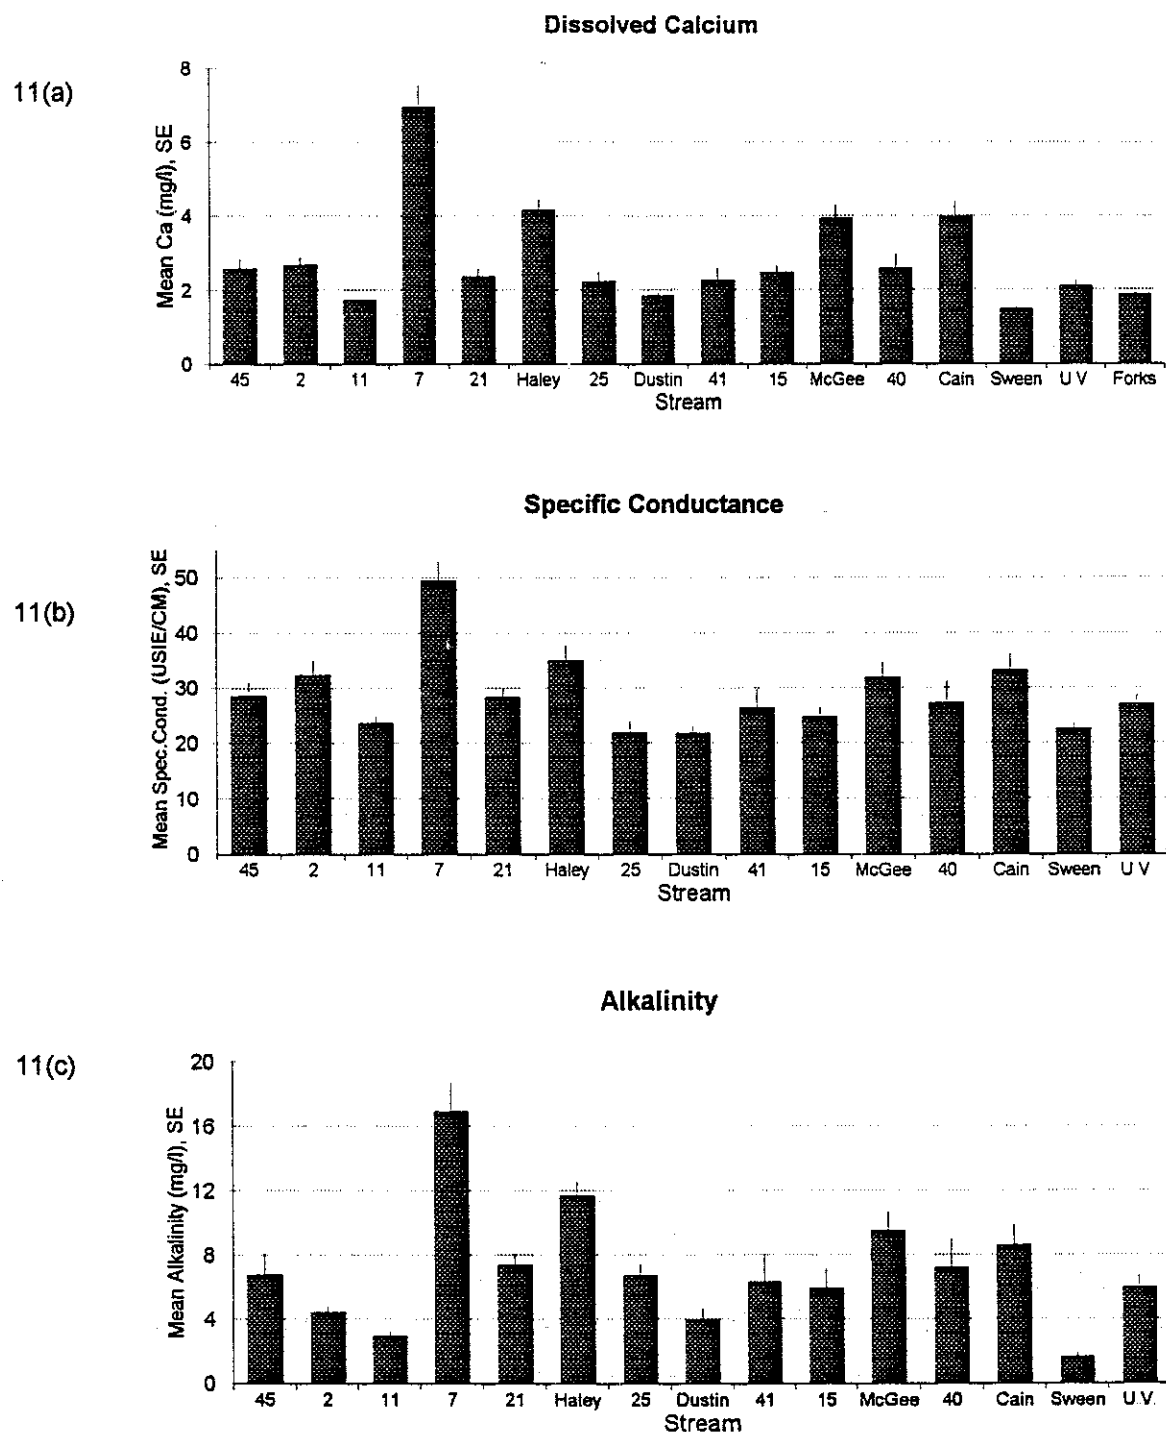 Dissolved Calcium
11(a)
Mean Ca (mg/l), SE
8
6
4
2
0
45 2 11 7 21 Haley 25 Dustin 41 15 McGee 40 Cain Sween U V Forks
Stream
Specific Conductance
11(b)
Mean Spec.Cond. (USIE/CM), SE
50
40
30
20
10
0
45 2 11 7 21 Haley 25 Dustin 41 15 McGee 40 Cain Sween U V
Stream
Alkalinity
11(c)
Mean Alkalinity (mg/l), SE
20
16
12
8
4
0
45 2 11 7 21 Haley 25 Dustin 41 15 McGee 40 Cain Sween U.V.
Stream